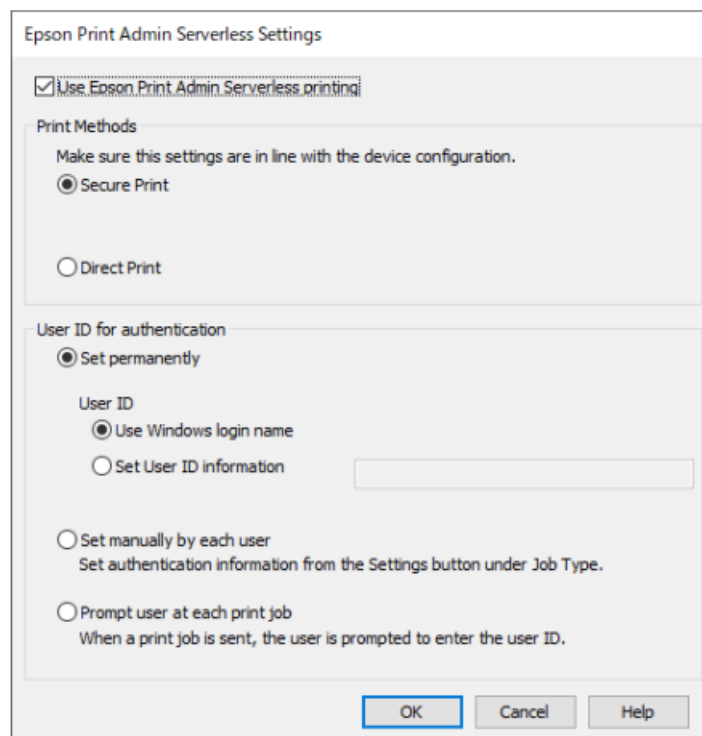 Epson Print Admin Serverless Settings
Use Epson Print Admin Serverless printing
Print Methods
Make sure this settings are in line with the device configuration.
Secure Print
Direct Print
User ID for authentication
Set permanently
User ID
Use Windows login name
Set User ID information
Set manually by each user
Set authentication information from the Settings button under Job Type.
Prompt user at each print job
When a print job is sent, the user is prompted to enter the user ID.
OK Cancel Help